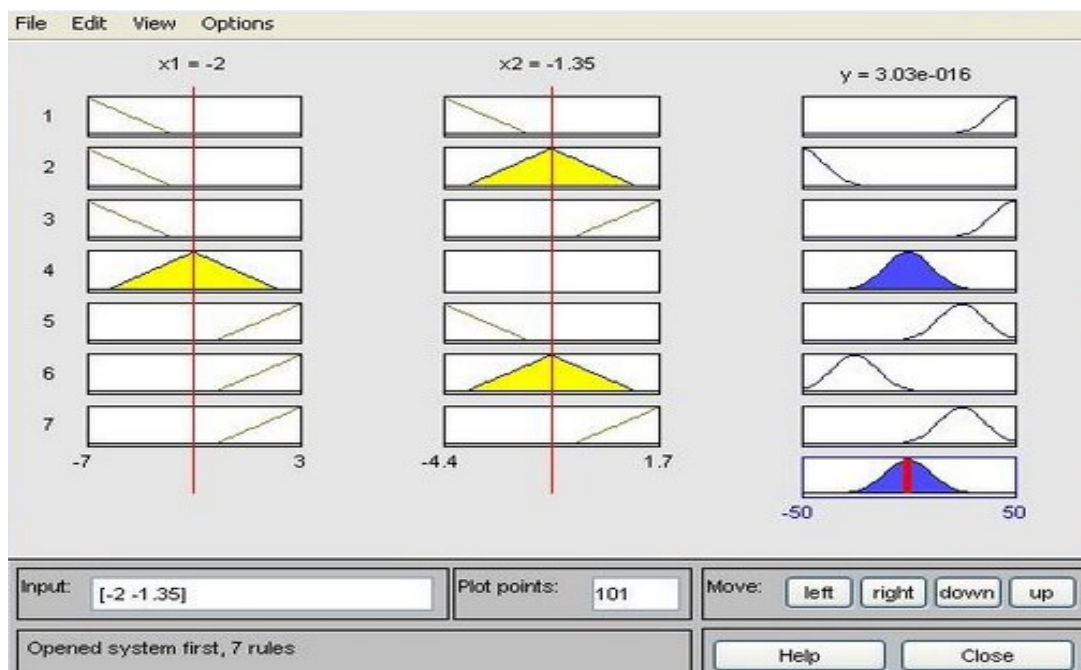 File Edit View Options
x1 = -2 x2 = -1.35 y = 3.03e-016
1
2
3
4
5
6
7
-7 3 -4.4 1.7
-50 50
Input: [-2 -1.35] Plot points: 101 Move: left right down up
Opened system first, 7 rules Help Close